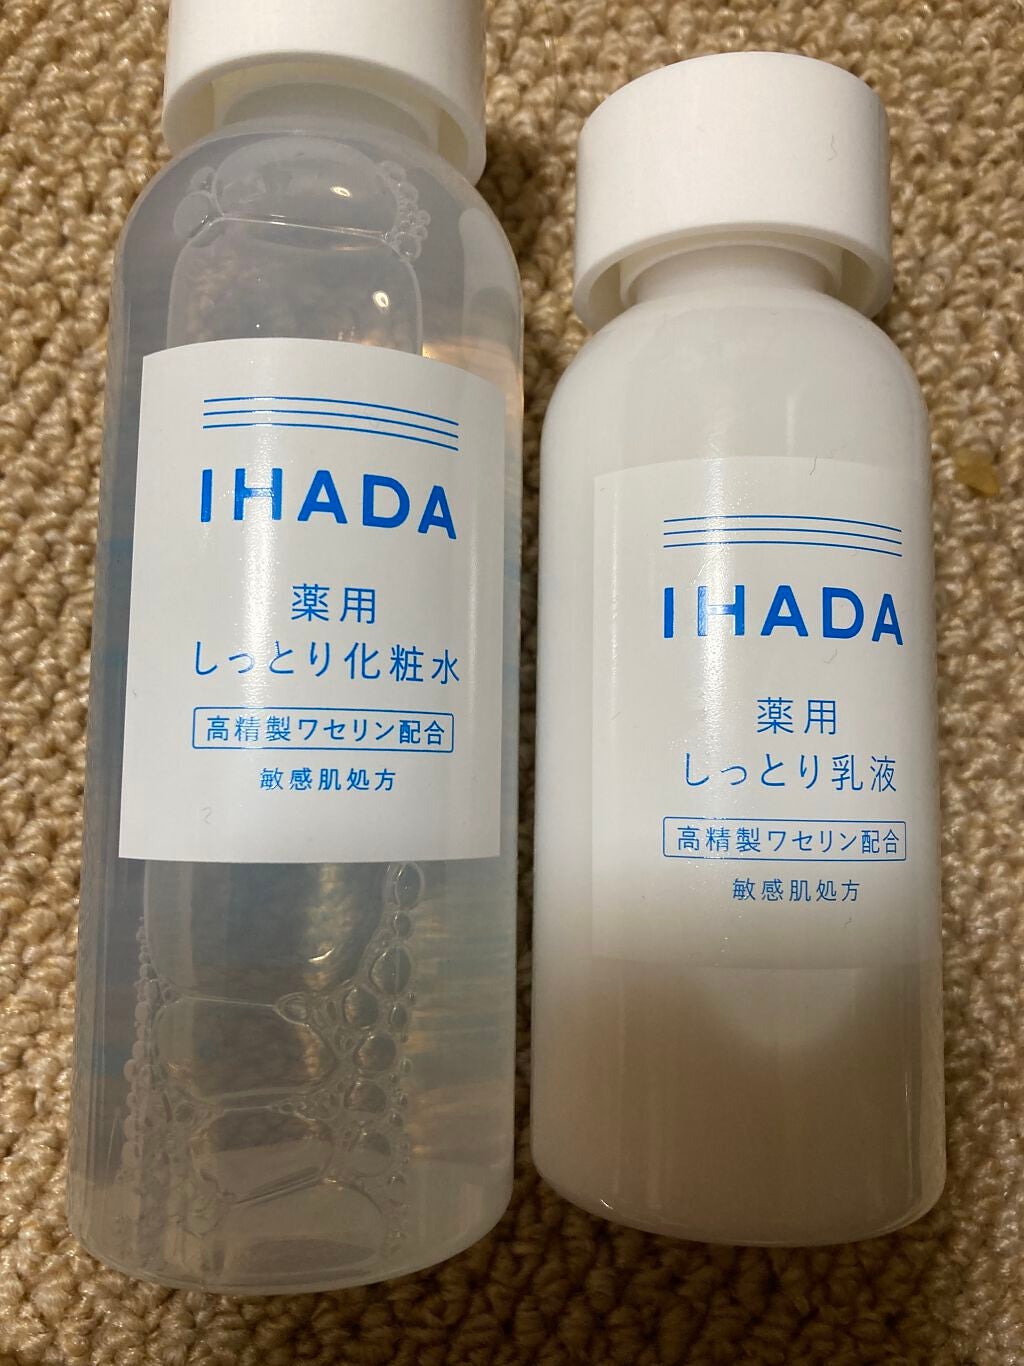 IHADA
薬用
しっとり化粧水
高精製ワセリン配合
敏感肌処方
IHADA
薬用
しっとり乳液
高精製ワセリン配合
敏感肌処方